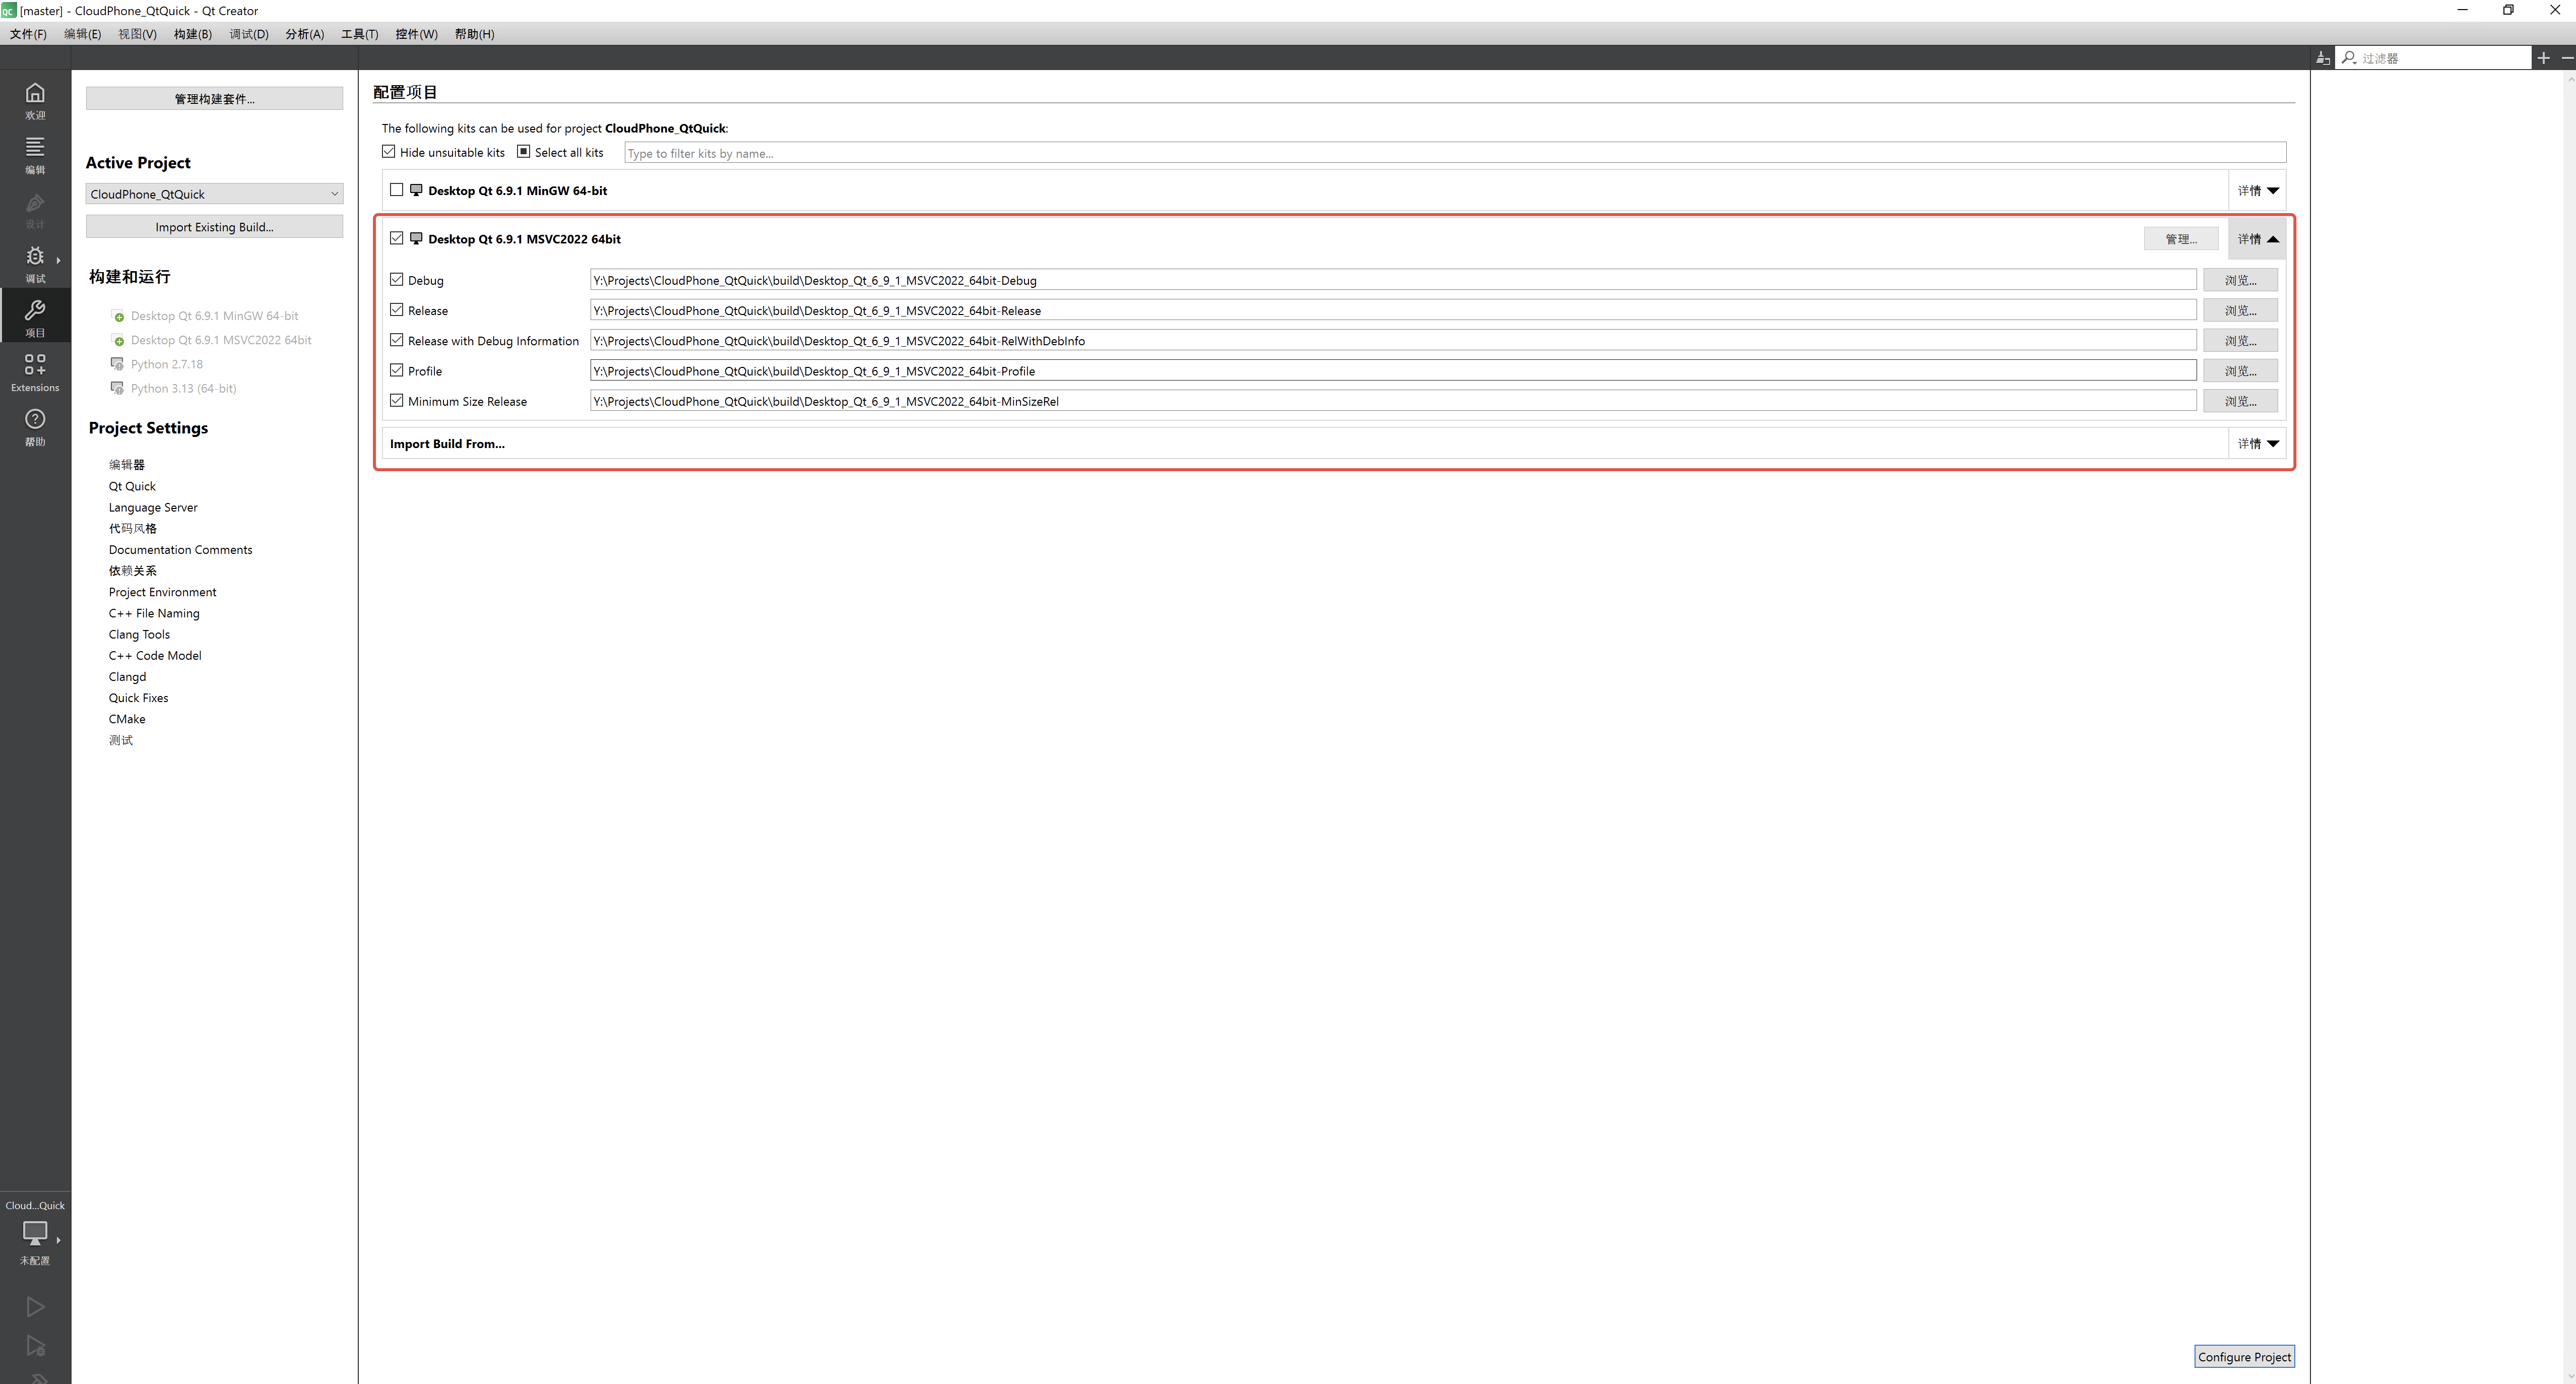 QC [master] - CloudPhone_QtQuick - Qt Creator
文件(F) 编辑(E) 视图(V) 构建(B) 调试(D) 分析(A) 工具(T) 控件(W) 帮助(H)
过滤器
欢迎
编辑
设计
调试
项目
Extensions
帮助
Cloud...Quick
未配置
管理构建套件...
Active Project
CloudPhone_QtQuick
Import Existing Build...
构建和运行
Desktop Qt 6.9.1 MinGW 64-bit
Desktop Qt 6.9.1 MSVC2022 64bit
Python 2.7.18
Python 3.13 (64-bit)
Project Settings
编辑器
Qt Quick
Language Server
代码风格
Documentation Comments
依赖关系
Project Environment
C++ File Naming
Clang Tools
C++ Code Model
Clangd
Quick Fixes
CMake
测试
配置项目
The following kits can be used for project CloudPhone_QtQuick:
Hide unsuitable kits Select all kits Type to filter kits by name...
Desktop Qt 6.9.1 MinGW 64-bit 详情
Desktop Qt 6.9.1 MSVC2022 64bit 管理... 详情
Debug Y:\Projects\CloudPhone_QtQuick\build\Desktop_Qt_6_9_1_MSVC2022_64bit-Debug 浏览...
Release Y:\Projects\CloudPhone_QtQuick\build\Desktop_Qt_6_9_1_MSVC2022_64bit-Release 浏览...
Release with Debug Information Y:\Projects\CloudPhone_QtQuick\build\Desktop_Qt_6_9_1_MSVC2022_64bit-RelWithDebInfo 浏览...
Profile Y:\Projects\CloudPhone_QtQuick\build\Desktop_Qt_6_9_1_MSVC2022_64bit-Profile 浏览...
Minimum Size Release Y:\Projects\CloudPhone_QtQuick\build\Desktop_Qt_6_9_1_MSVC2022_64bit-MinSizeRel 浏览...
Import Build From... 详情
Configure Project